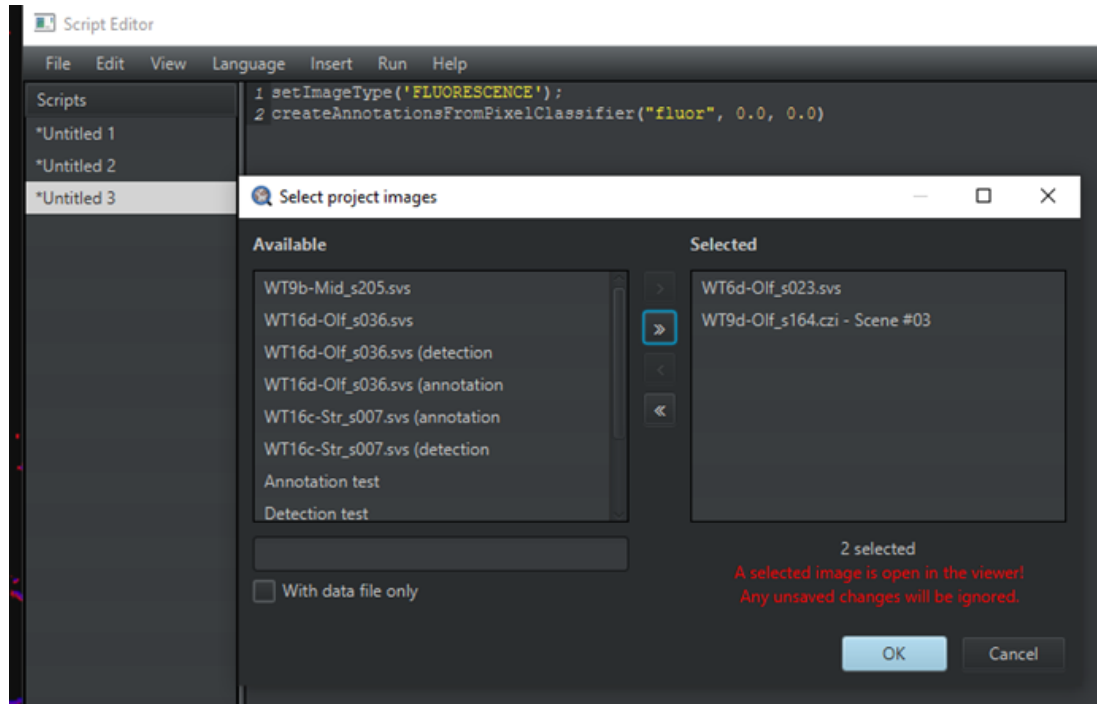 Script Editor
File Edit View Language Insert Run Help
Scripts
*Untitled 1
*Untitled 2
*Untitled 3
1 setImageType('FLUORESCENCE');
2 createAnnotationsFromPixelClassifier("fluor", 0.0, 0.0)
Select project images
Available
WT9b-Mid_s205.svs
WT16d-Olf_s036.svs
WT16d-Olf_s036.svs (detection
WT16d-Olf_s036.svs (annotation
WT16c-Str_s007.svs (annotation
WT16c-Str_s007.svs (detection
Annotation test
Detection test
With data file only
>
»
<
«
Selected
WT6d-Olf_s023.svs
WT9d-Olf_s164.czi - Scene #03
2 selected
A selected image is open in the viewer!
Any unsaved changes will be ignored.
OK Cancel